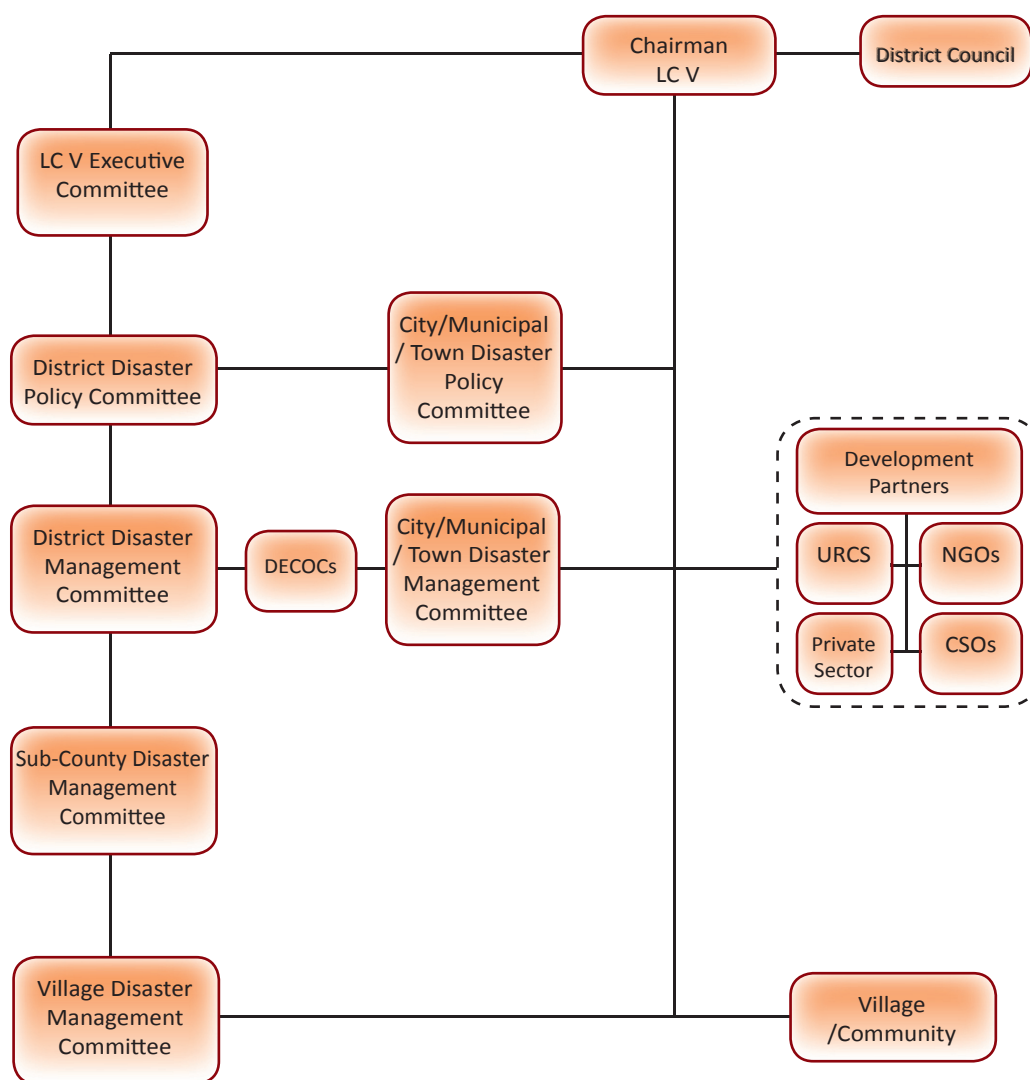 Chairman
LC V
District Council
LC V Executive
Committee
City/Municipal
/ Town Disaster
Policy
Committee
District Disaster
Policy Committee
Development
Partners
District Disaster
Management
Committee
DECOCs
City/Municipal
/ Town Disaster
Management
Committee
URCS
NGOs
Private
Sector
CSOs
Sub-County Disaster
Management
Committee
Village Disaster
Management
Committee
Village
/Community